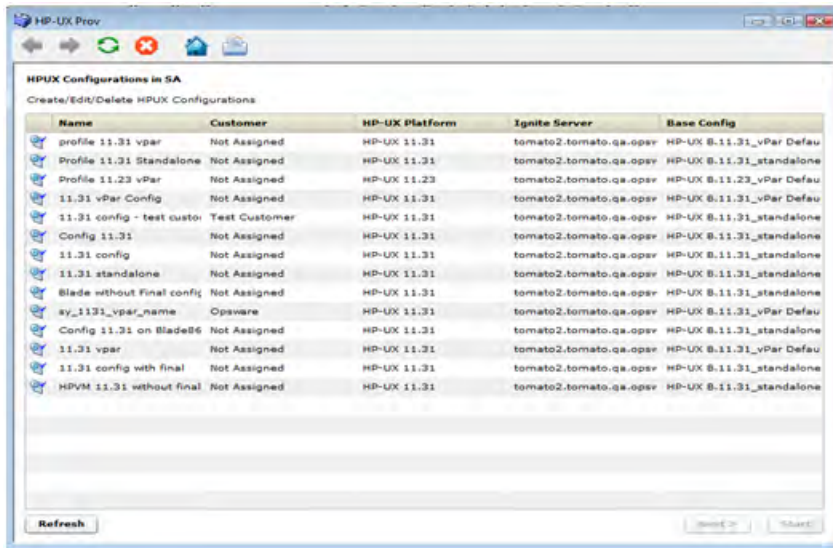 HP-UX Prov
HPUX Configurations in SA
Create/Edit/Delete HPUX Configurations
Name Customer HP-UX Platform Ignite Server Base Config
profile 11.31 vpar Not Assigned HP-UX 11.31 tomato2.tomato.qa.opsv HP-UX B.11.31_vPar Defau
Profile 11.31 Standalone Not Assigned HP-UX 11.31 tomato2.tomato.qa.opsv HP-UX B.11.31_standalone
Profile 11.23 vPar Not Assigned HP-UX 11.23 tomato2.tomato.qa.opsv HP-UX B.11.23_vPar Defau
11.31 vPar Config Not Assigned HP-UX 11.31 tomato2.tomato.qa.opsv HP-UX B.11.31_vPar Defau
11.31 config - test custor Test Customer HP-UX 11.31 tomato2.tomato.qa.opsv HP-UX B.11.31_standalone
Config 11.31 Not Assigned HP-UX 11.31 tomato2.tomato.qa.opsv HP-UX B.11.31_standalone
11.31 config Not Assigned HP-UX 11.31 tomato2.tomato.qa.opsv HP-UX B.11.31_standalone
11.31 standalone Not Assigned HP-UX 11.31 tomato2.tomato.qa.opsv HP-UX B.11.31_standalone
Blade without Final config Not Assigned HP-UX 11.31 tomato2.tomato.qa.opsv HP-UX B.11.31_standalone
sy_1131_vpar_name Opsware HP-UX 11.31 tomato2.tomato.qa.opsv HP-UX B.11.31_vPar Defau
Config 11.31 on Blade86 Not Assigned HP-UX 11.31 tomato2.tomato.qa.opsv HP-UX B.11.31_standalone
11.31 vpar Not Assigned HP-UX 11.31 tomato2.tomato.qa.opsv HP-UX B.11.31_vPar Defau
11.31 config with final Not Assigned HP-UX 11.31 tomato2.tomato.qa.opsv HP-UX B.11.31_standalone
HPVM 11.31 without final Not Assigned HP-UX 11.31 tomato2.tomato.qa.opsv HP-UX B.11.31_standalone
Refresh Next > Start